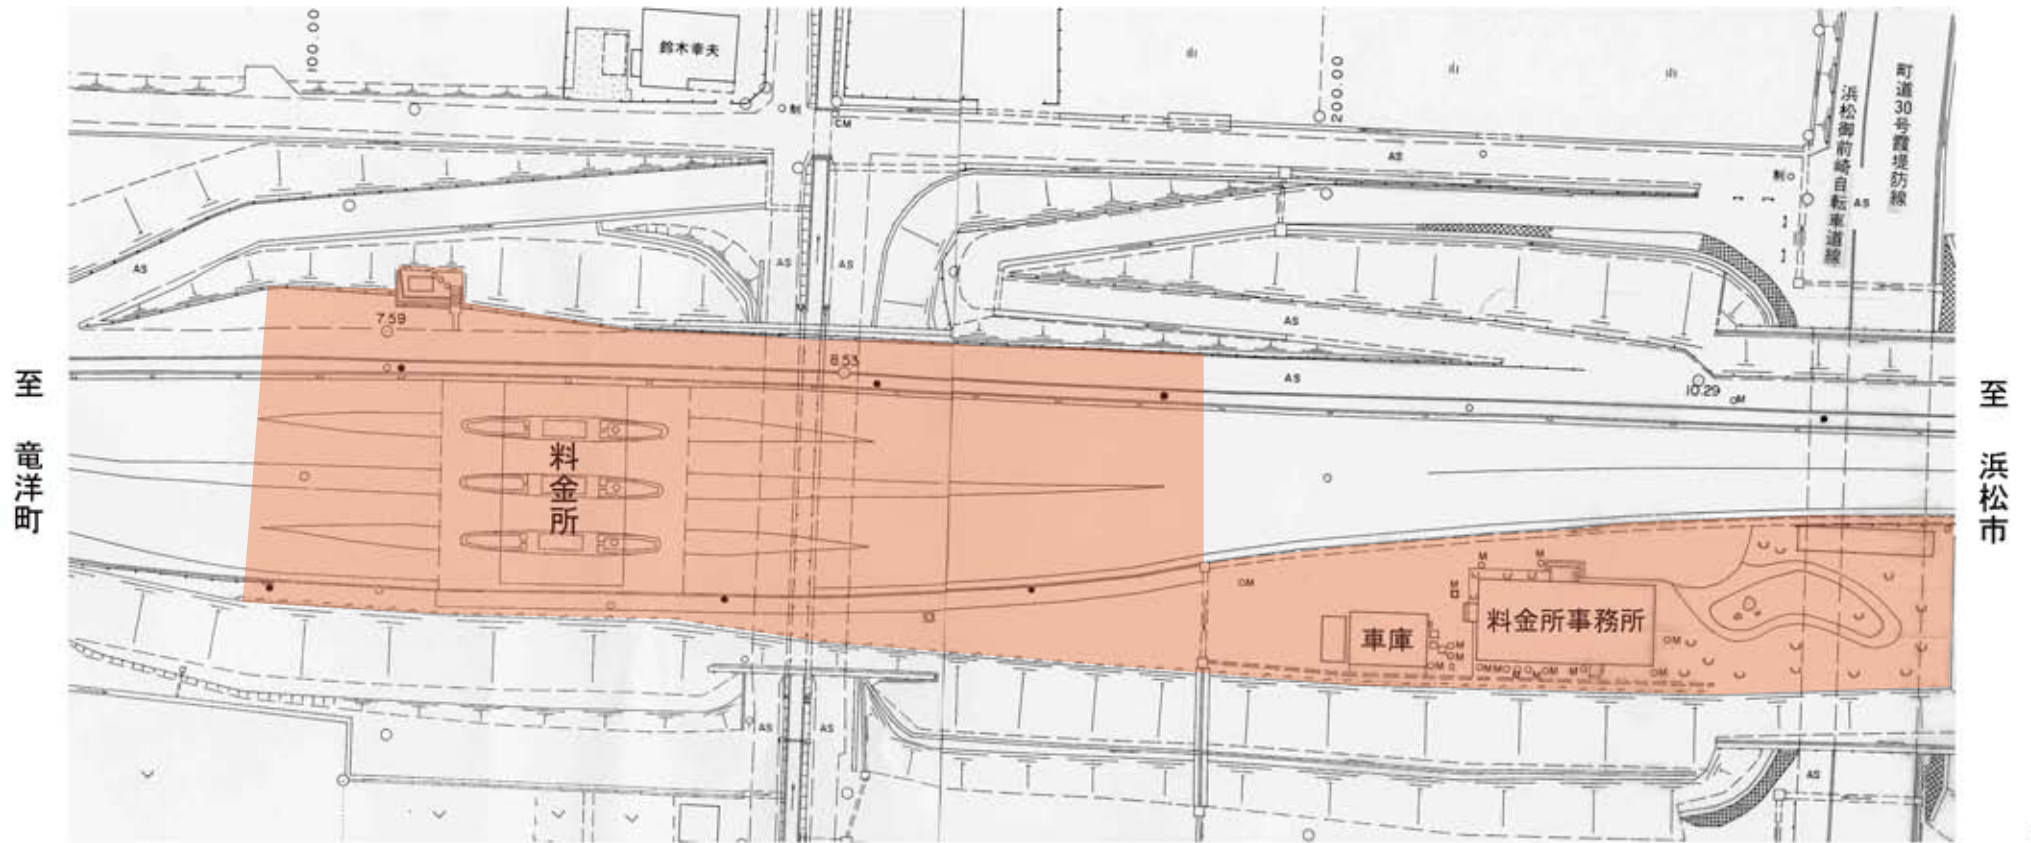 100.00
鈴木幸夫
200.00
町道30号霞堤防線
浜松御前崎自転車道線
制
CM
AS
制
AS
AS
AS
AS
AS
AS
AS
7.59
8.53
10.29
M
至 竜洋町
至 浜松市
料金所
M
M
M
M
料金所事務所
車庫
M
M
M
M
M
AS
AS
AS